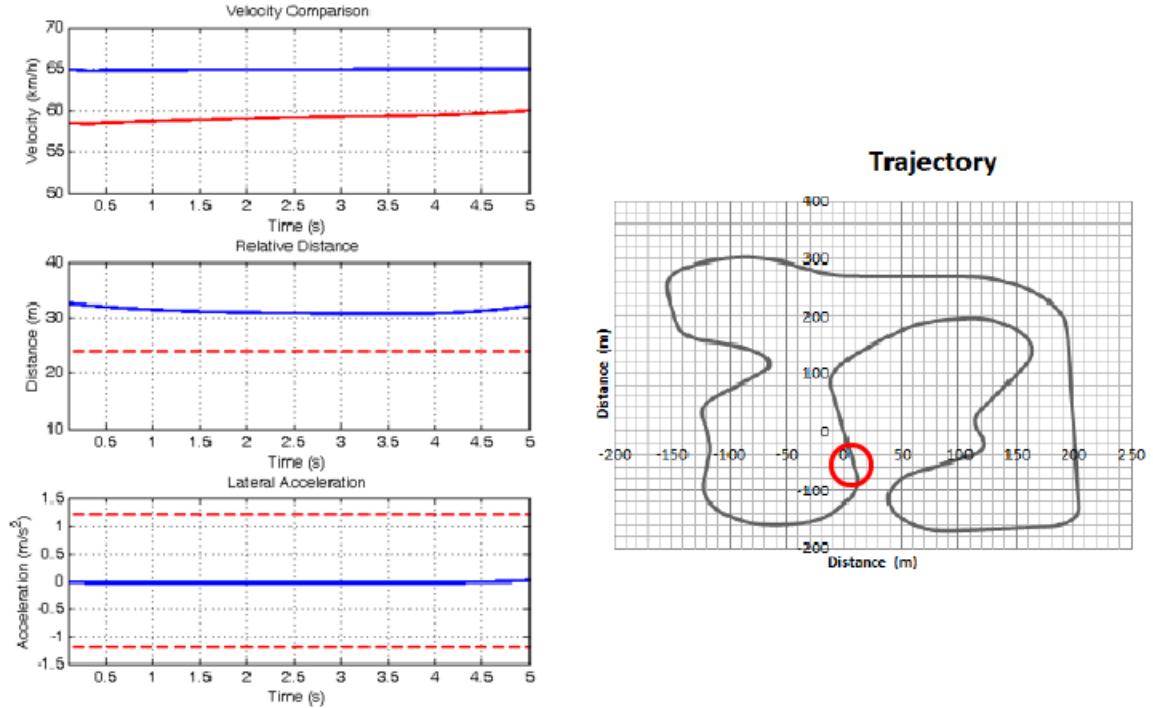 Velocity Comparison
70
65
60
55
50
Velocity (km/h)
0.5 1 1.5 2 2.5 3 3.5 4 4.5 5
Time (s)
Relative Distance
40
30
20
10
Distance (m)
0.5 1 1.5 2 2.5 3 3.5 4 4.5 5
Time (s)
Lateral Acceleration
1.5
1
0.5
0
-0.5
-1
-1.5
Acceleration (m/s²)
0.5 1 1.5 2 2.5 3 3.5 4 4.5 5
Time (s)
Trajectory
400
300
200
100
0
-200 -150 -100 -50 0 50 100 150 200 250
-100
-200
Distance (m)
Distance (m)